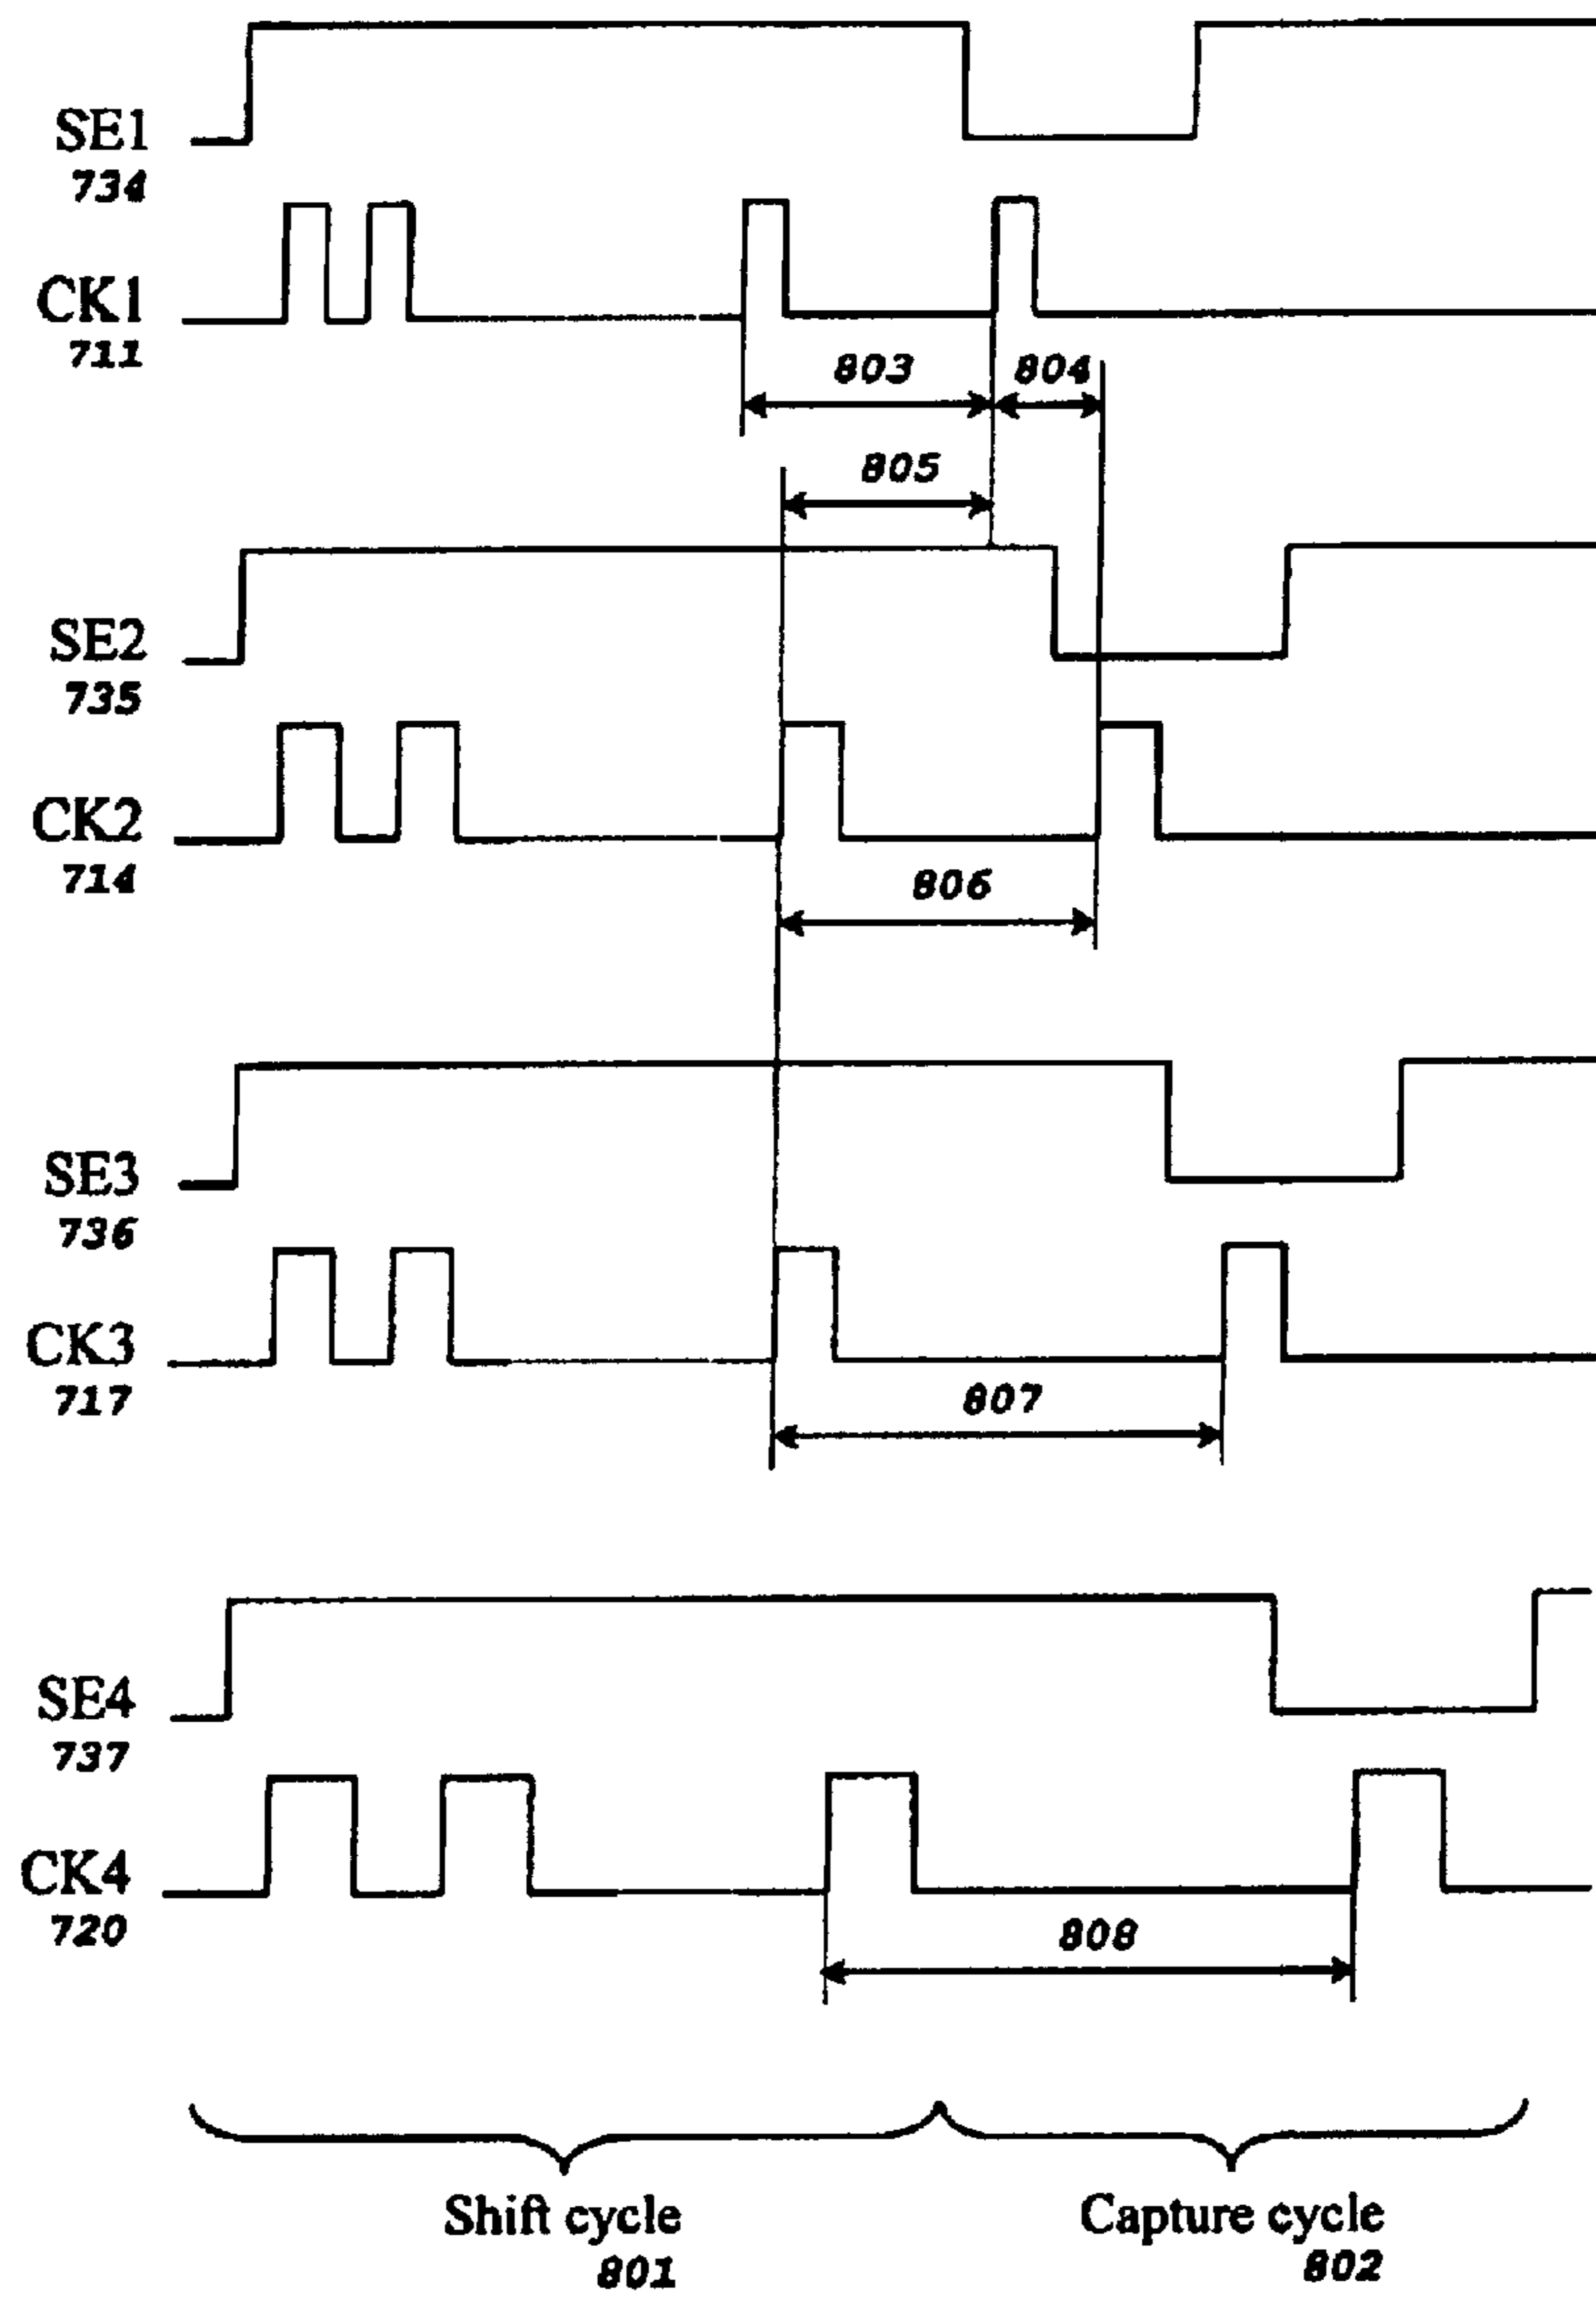 SE1
734
CK1
711
803
804
805
SE2
735
CK2
714
806
SE3
736
CK3
717
807
SE4
737
CK4
720
808
Shift cycle
801
Capture cycle
802